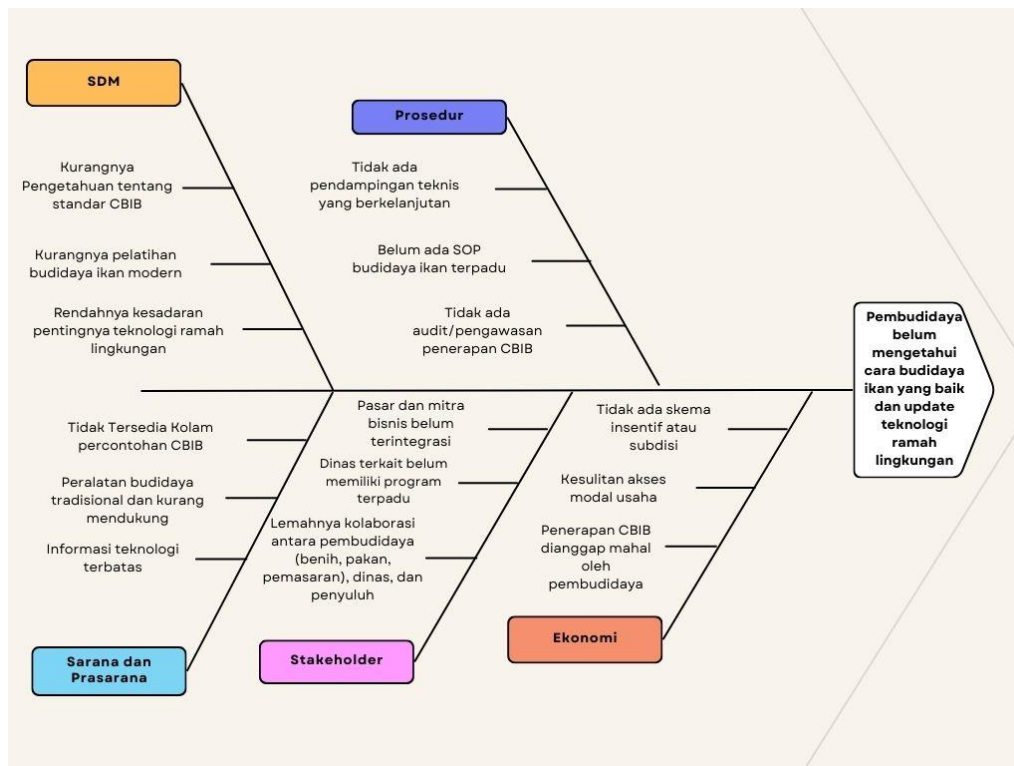 SDM
Kurangnya
Pengetahuan tentang
standar CBIB
Kurangnya pelatihan
budidaya ikan modern
Rendahnya kesadaran
pentingnya teknologi ramah
lingkungan
Prosedur
Tidak ada
pendampingan teknis
yang berkelanjutan
Belum ada SOP
budidaya ikan terpadu
Tidak ada
audit/pengawasan
penerapan CBIB
Pembudidaya
belum
mengetahui
cara budidaya
ikan yang baik
dan update
teknologi
ramah
lingkungan
Tidak Tersedia Kolam
percontohan CBIB
Peralatan budidaya
tradisional dan kurang
mendukung
Informasi teknologi
terbatas
Sarana dan
Prasarana
Pasar dan mitra
bisnis belum
terintegrasi
Dinas terkait belum
memiliki program
terpadu
Lemahnya kolaborasi
antara pembudidaya
(benih, pakan,
pemasaran), dinas, dan
penyuluh
Stakeholder
Tidak ada skema
insentif atau
subdisi
Kesulitan akses
modal usaha
Penerapan CBIB
dianggap mahal
oleh
pembudidaya
Ekonomi